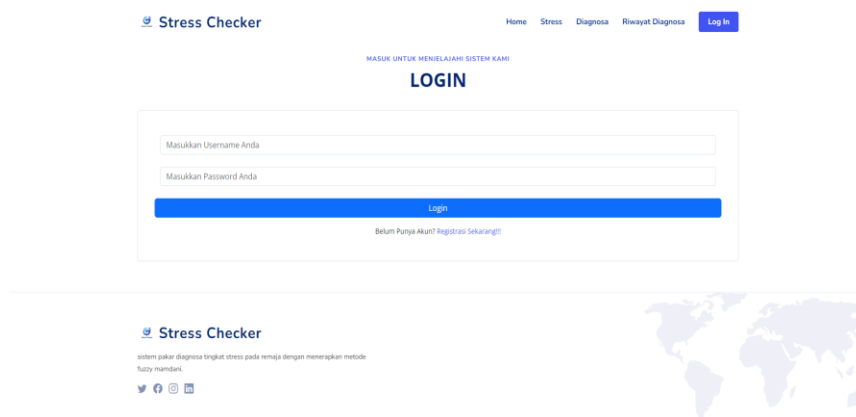 Stress Checker
Home Stress Diagnosa Riwayat Diagnosa Log In
MASUK UNTUK MENJELAJAHI SISTEM KAMI
LOGIN
Masukkan Username Anda
Masukkan Password Anda
Login
Belum Punya Akun? Registrasi Sekarang!!!
Stress Checker
sistem pakar diagnosa tingkat stress pada remaja dengan menerapkan metode
fuzzy mamdani.